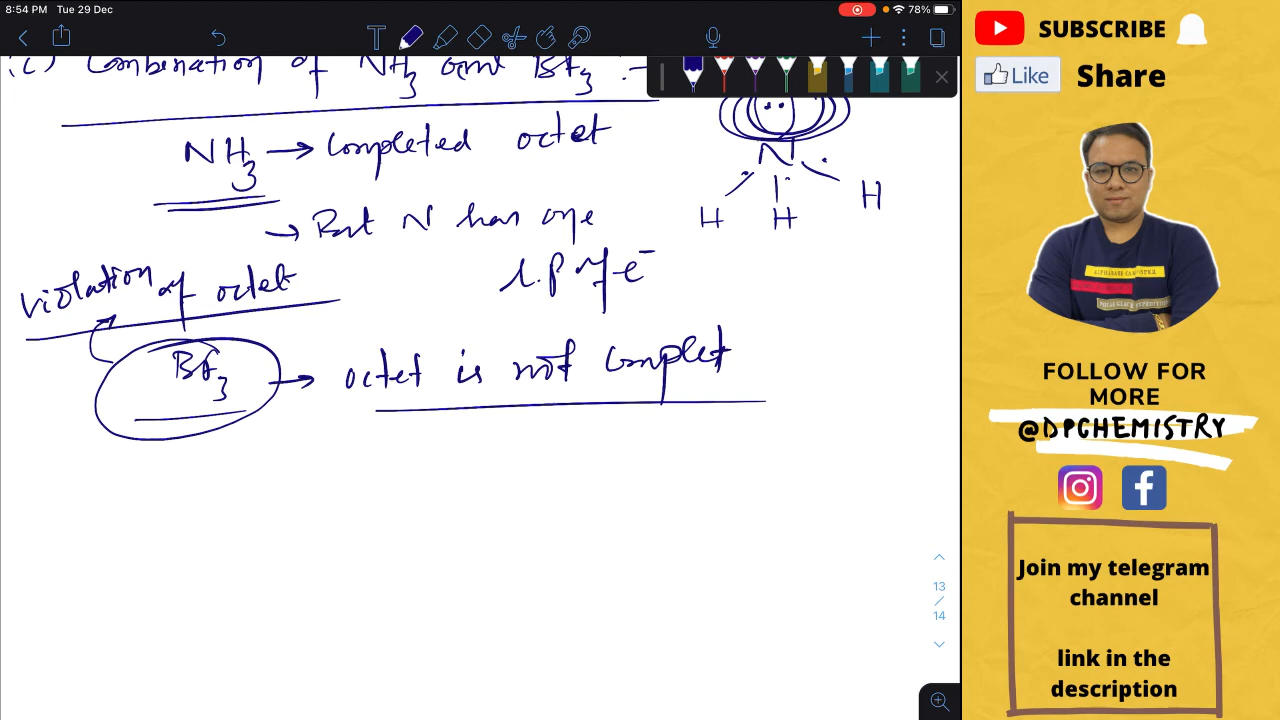 8:54 PM Tue 29 Dec
78%
SUBSCRIBE
Like
Share
Combination of NH3 and BF3 :-
NH3 → Completed octet
→ But N has one
l.p of e-
violation of octet
BF3 → octet is not complet
N
H H H
FOLLOW FOR
MORE
@DPCHEMISTRY
Join my telegram
channel
link in the
description
13
/
14